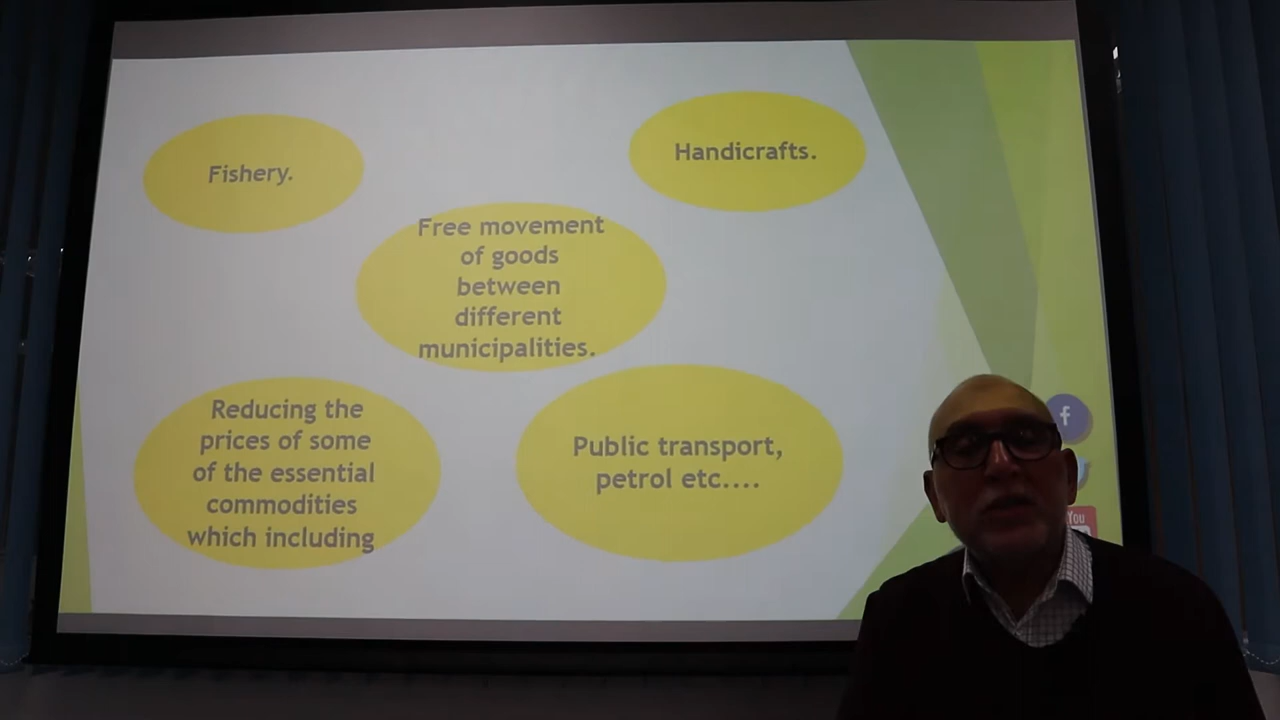 Fishery.
Handicrafts.
Free movement
of goods
between
different
municipalities.
Reducing the
prices of some
of the essential
commodities
which including
Public transport,
petrol etc....
f
You